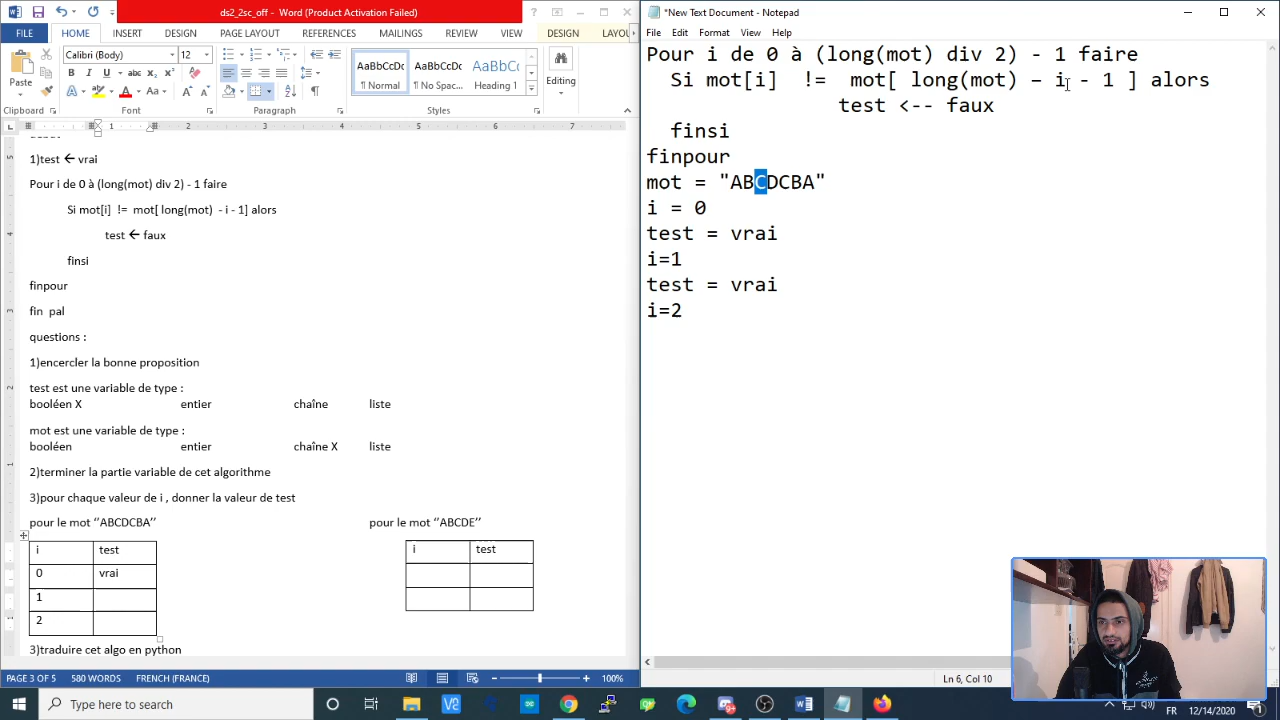 ds2_2sc_off - Word (Product Activation Failed)
FILE HOME INSERT DESIGN PAGE LAYOUT REFERENCES MAILINGS REVIEW VIEW DESIGN LAYOU
Calibri (Body) 12
Paste
Clipboard Font Paragraph Styles Editing
AaBbCcDc AaBbCcDc AaBbC
¶ Normal ¶ No Spac... Heading 1
1)test ← vrai
Pour i de 0 à (long(mot) div 2) - 1 faire
Si mot[i] != mot[ long(mot) - i - 1] alors
test ← faux
finsi
finpour
fin pal
questions :
1)encercler la bonne proposition
test est une variable de type :
booléen X entier chaîne liste
mot est une variable de type :
booléen entier chaîne X liste
2)terminer la partie variable de cet algorithme
3)pour chaque valeur de i , donner la valeur de test
pour le mot ‘’ABCDCBA’’ pour le mot ‘’ABCDE’’
i test i test
0 vrai
1
2
3)traduire cet algo en python
PAGE 3 OF 5 580 WORDS FRENCH (FRANCE) 100%
*New Text Document - Notepad
File Edit Format View Help
Pour i de 0 à (long(mot) div 2) - 1 faire
Si mot[i] != mot[ long(mot) – i - 1 ] alors
test <-- faux
finsi
finpour
mot = "ABCDCBA"
i = 0
test = vrai
i=1
test = vrai
i=2
Ln 6, Col 10
Type here to search
FR 12/14/2020